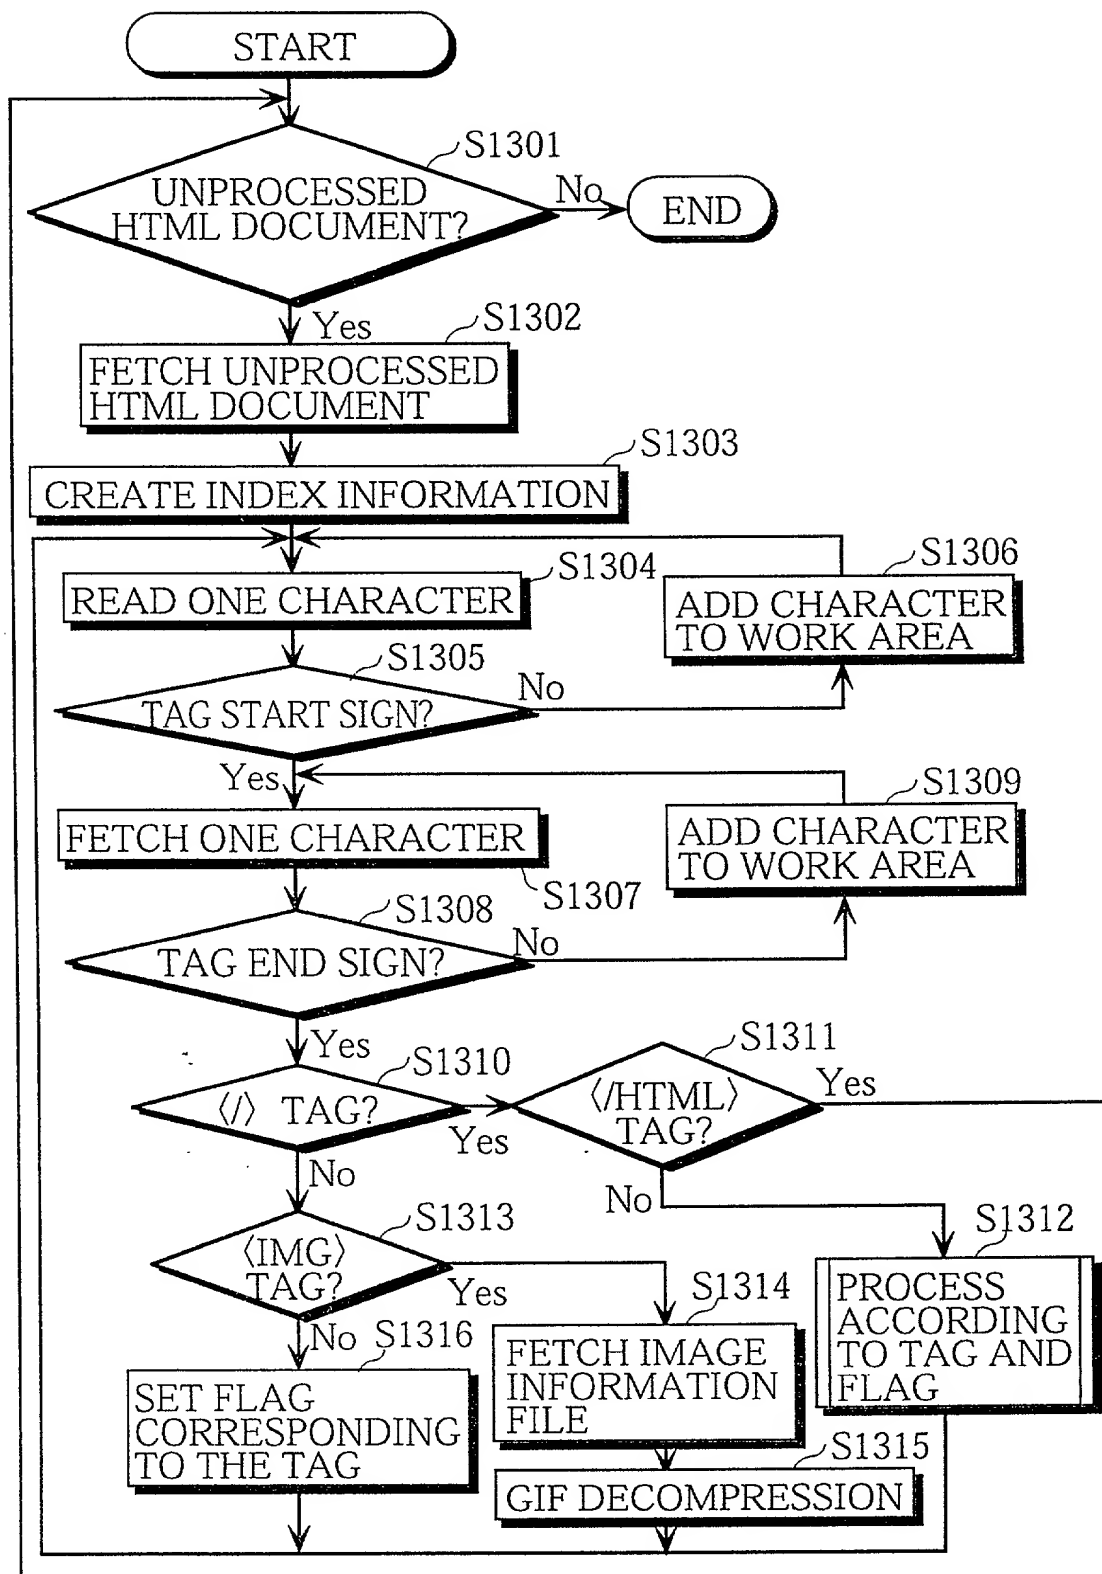 START
S1301
UNPROCESSED
HTML DOCUMENT?
No
END
Yes
S1302
FETCH UNPROCESSED
HTML DOCUMENT
S1303
CREATE INDEX INFORMATION
S1304
READ ONE CHARACTER
S1306
ADD CHARACTER
TO WORK AREA
S1305
TAG START SIGN?
No
Yes
S1309
ADD CHARACTER
TO WORK AREA
FETCH ONE CHARACTER
S1307
S1308
TAG END SIGN?
No
Yes
S1310
〈/〉 TAG?
Yes
No
S1311
〈/HTML〉
TAG?
Yes
No
S1312
PROCESS
ACCORDING
TO TAG AND
FLAG
S1313
〈IMG〉
TAG?
Yes
No
S1314
FETCH IMAGE
INFORMATION
FILE
S1315
GIF DECOMPRESSION
S1316
SET FLAG
CORRESPONDING
TO THE TAG